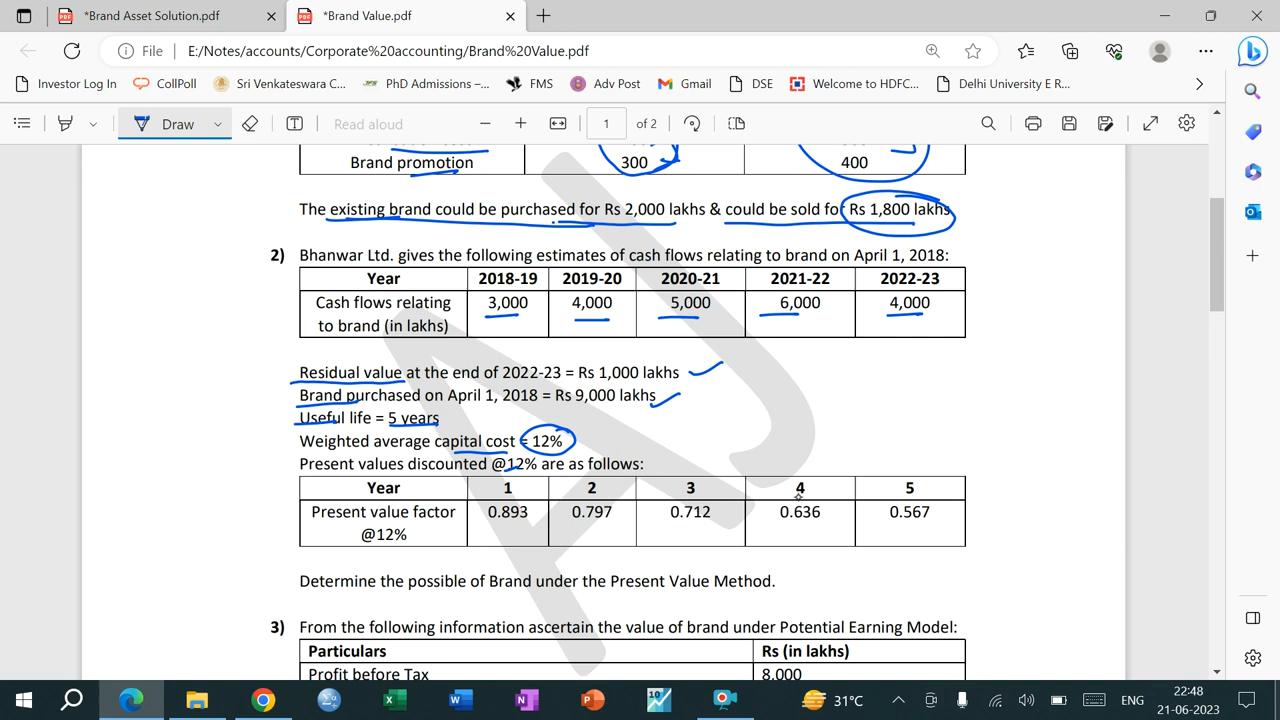 *Brand Asset Solution.pdf
*Brand Value.pdf
File
E:/Notes/accounts/Corporate%20accounting/Brand%20Value.pdf
Investor Log In
CollPoll
Sri Venkateswara C...
PhD Admissions –...
FMS
Adv Post
Gmail
DSE
Welcome to HDFC...
Delhi University E R...
Draw
Read aloud
1
of 2
Brand promotion 300 400
The existing brand could be purchased for Rs 2,000 lakhs & could be sold for Rs 1,800 lakhs
2) Bhanwar Ltd. gives the following estimates of cash flows relating to brand on April 1, 2018:
Year 2018-19 2019-20 2020-21 2021-22 2022-23
Cash flows relating 3,000 4,000 5,000 6,000 4,000
to brand (in lakhs)
Residual value at the end of 2022-23 = Rs 1,000 lakhs
Brand purchased on April 1, 2018 = Rs 9,000 lakhs
Useful life = 5 years
Weighted average capital cost = 12%
Present values discounted @12% are as follows:
Year 1 2 3 4 5
Present value factor 0.893 0.797 0.712 0.636 0.567
@12%
Determine the possible of Brand under the Present Value Method.
3) From the following information ascertain the value of brand under Potential Earning Model:
Particulars Rs (in lakhs)
Profit before Tax 8,000
AJ
31°C
ENG
22:48
21-06-2023